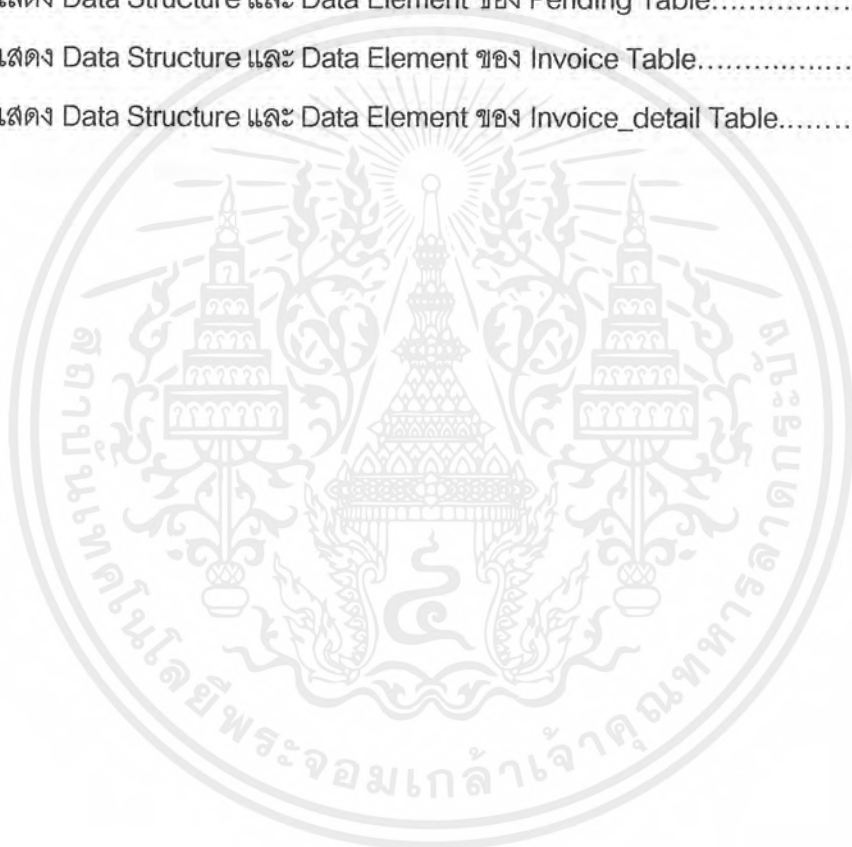 แสดง Data Structure และ Data Element ของ Pending Table................
แสดง Data Structure และ Data Element ของ Invoice Table..................
แสดง Data Structure และ Data Element ของ Invoice_detail Table........
สถาบันเทคโนโลยีพระจอมเกล้าเจ้าคุณทหารลาดกระบัง
๔